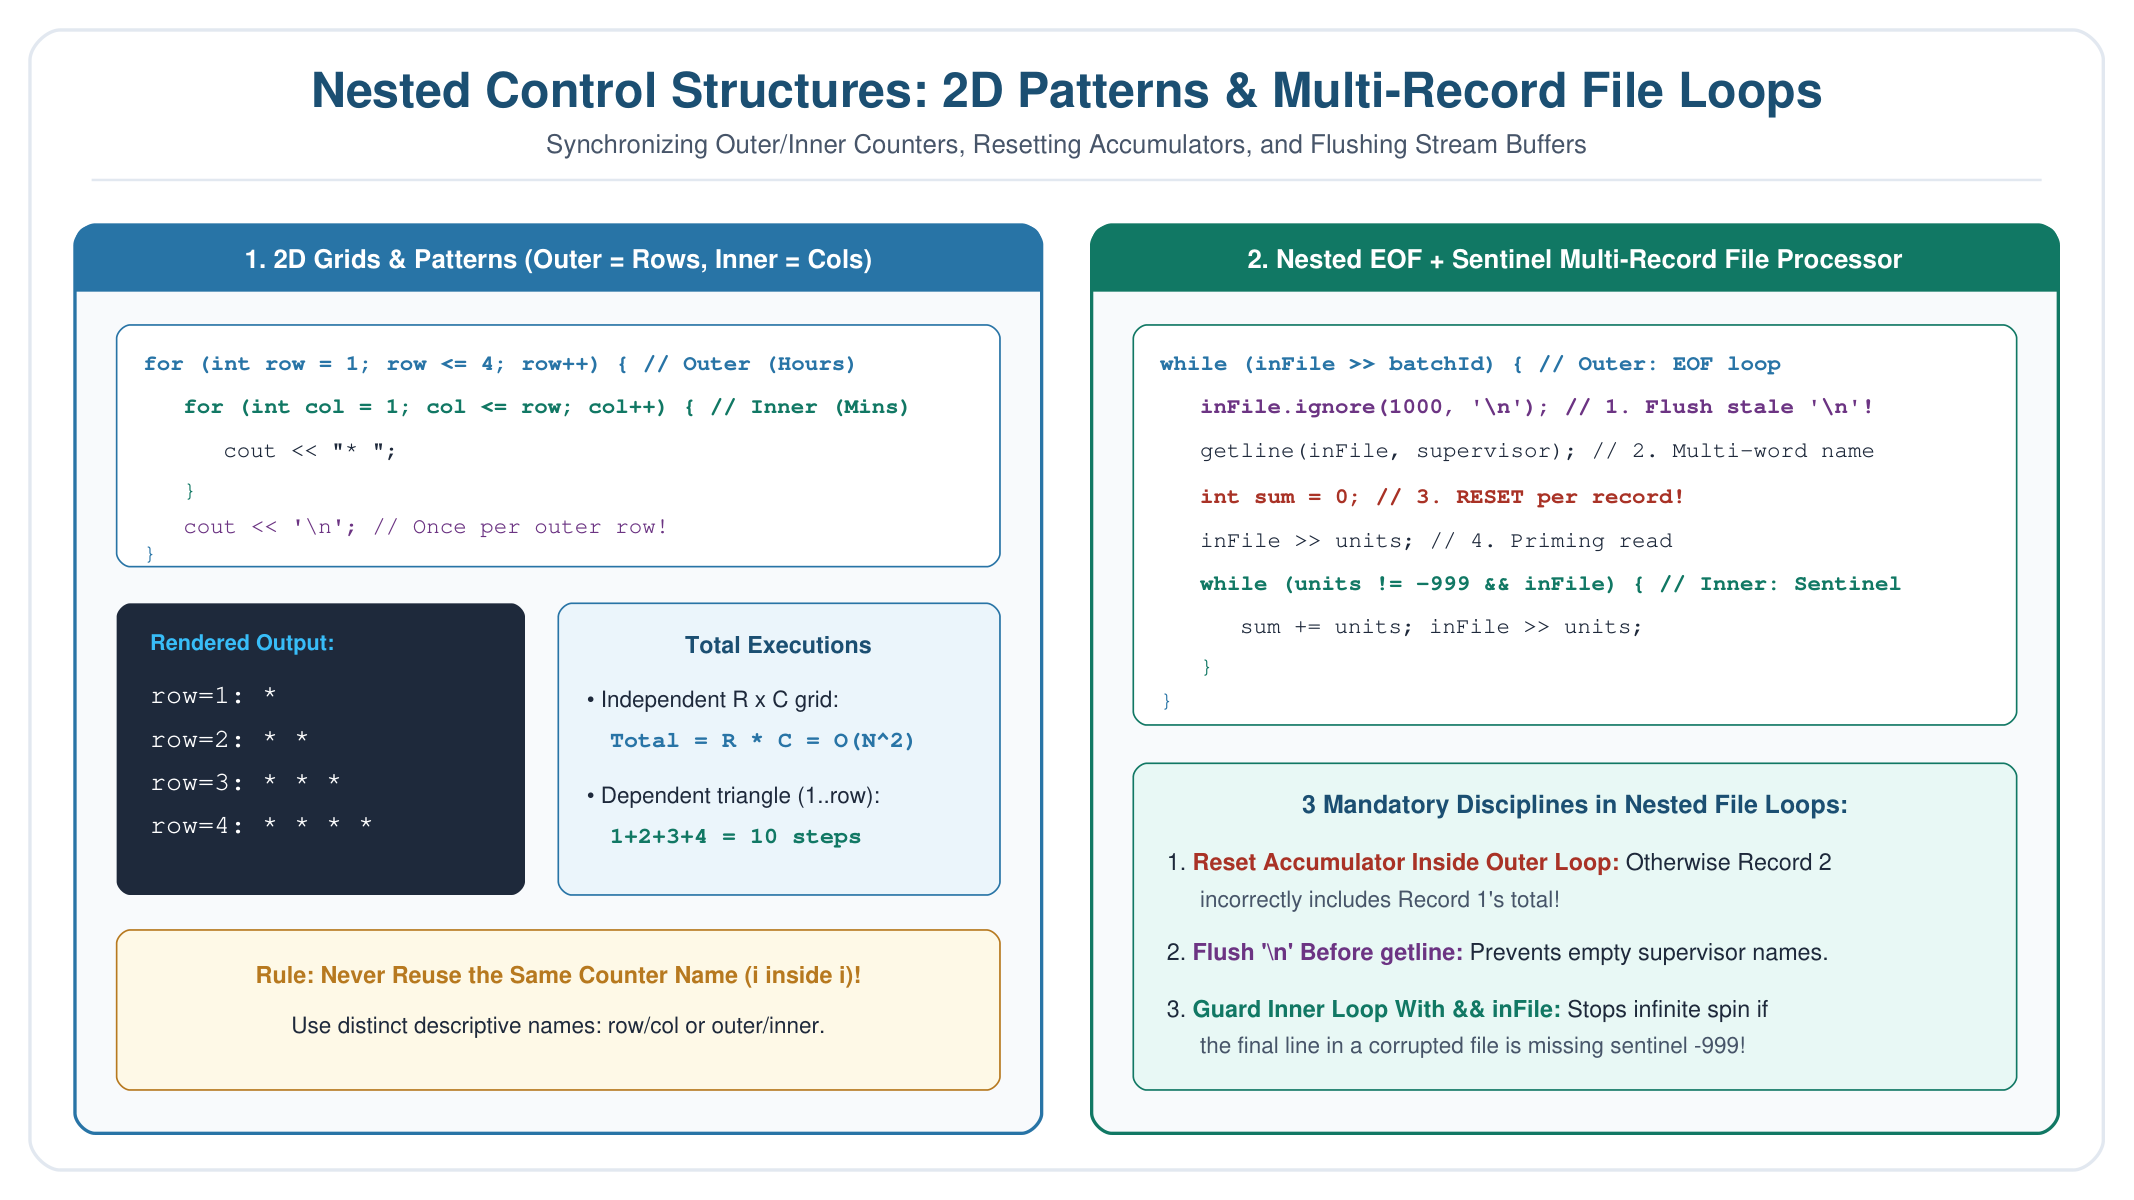 Nested Control Structures: 2D Patterns & Multi-Record File Loops
Synchronizing Outer/Inner Counters, Resetting Accumulators, and Flushing Stream Buffers
1. 2D Grids & Patterns (Outer = Rows, Inner = Cols)
for (int row = 1; row <= 4; row++) { // Outer (Hours)
for (int col = 1; col <= row; col++) { // Inner (Mins)
cout << "* ";
}
cout << '\n'; // Once per outer row!
}
Rendered Output:
row=1: *
row=2: * *
row=3: * * *
row=4: * * * *
Total Executions
• Independent R x C grid:
Total = R * C = O(N^2)
• Dependent triangle (1..row):
1+2+3+4 = 10 steps
Rule: Never Reuse the Same Counter Name (i inside i)!
Use distinct descriptive names: row/col or outer/inner.
2. Nested EOF + Sentinel Multi-Record File Processor
while (inFile >> batchId) { // Outer: EOF loop
inFile.ignore(1000, '\n'); // 1. Flush stale '\n'!
getline(inFile, supervisor); // 2. Multi-word name
int sum = 0; // 3. RESET per record!
inFile >> units; // 4. Priming read
while (units != -999 && inFile) { // Inner: Sentinel
sum += units; inFile >> units;
}
}
3 Mandatory Disciplines in Nested File Loops:
1. Reset Accumulator Inside Outer Loop: Otherwise Record 2
incorrectly includes Record 1's total!
2. Flush '\n' Before getline: Prevents empty supervisor names.
3. Guard Inner Loop With && inFile: Stops infinite spin if
the final line in a corrupted file is missing sentinel -999!